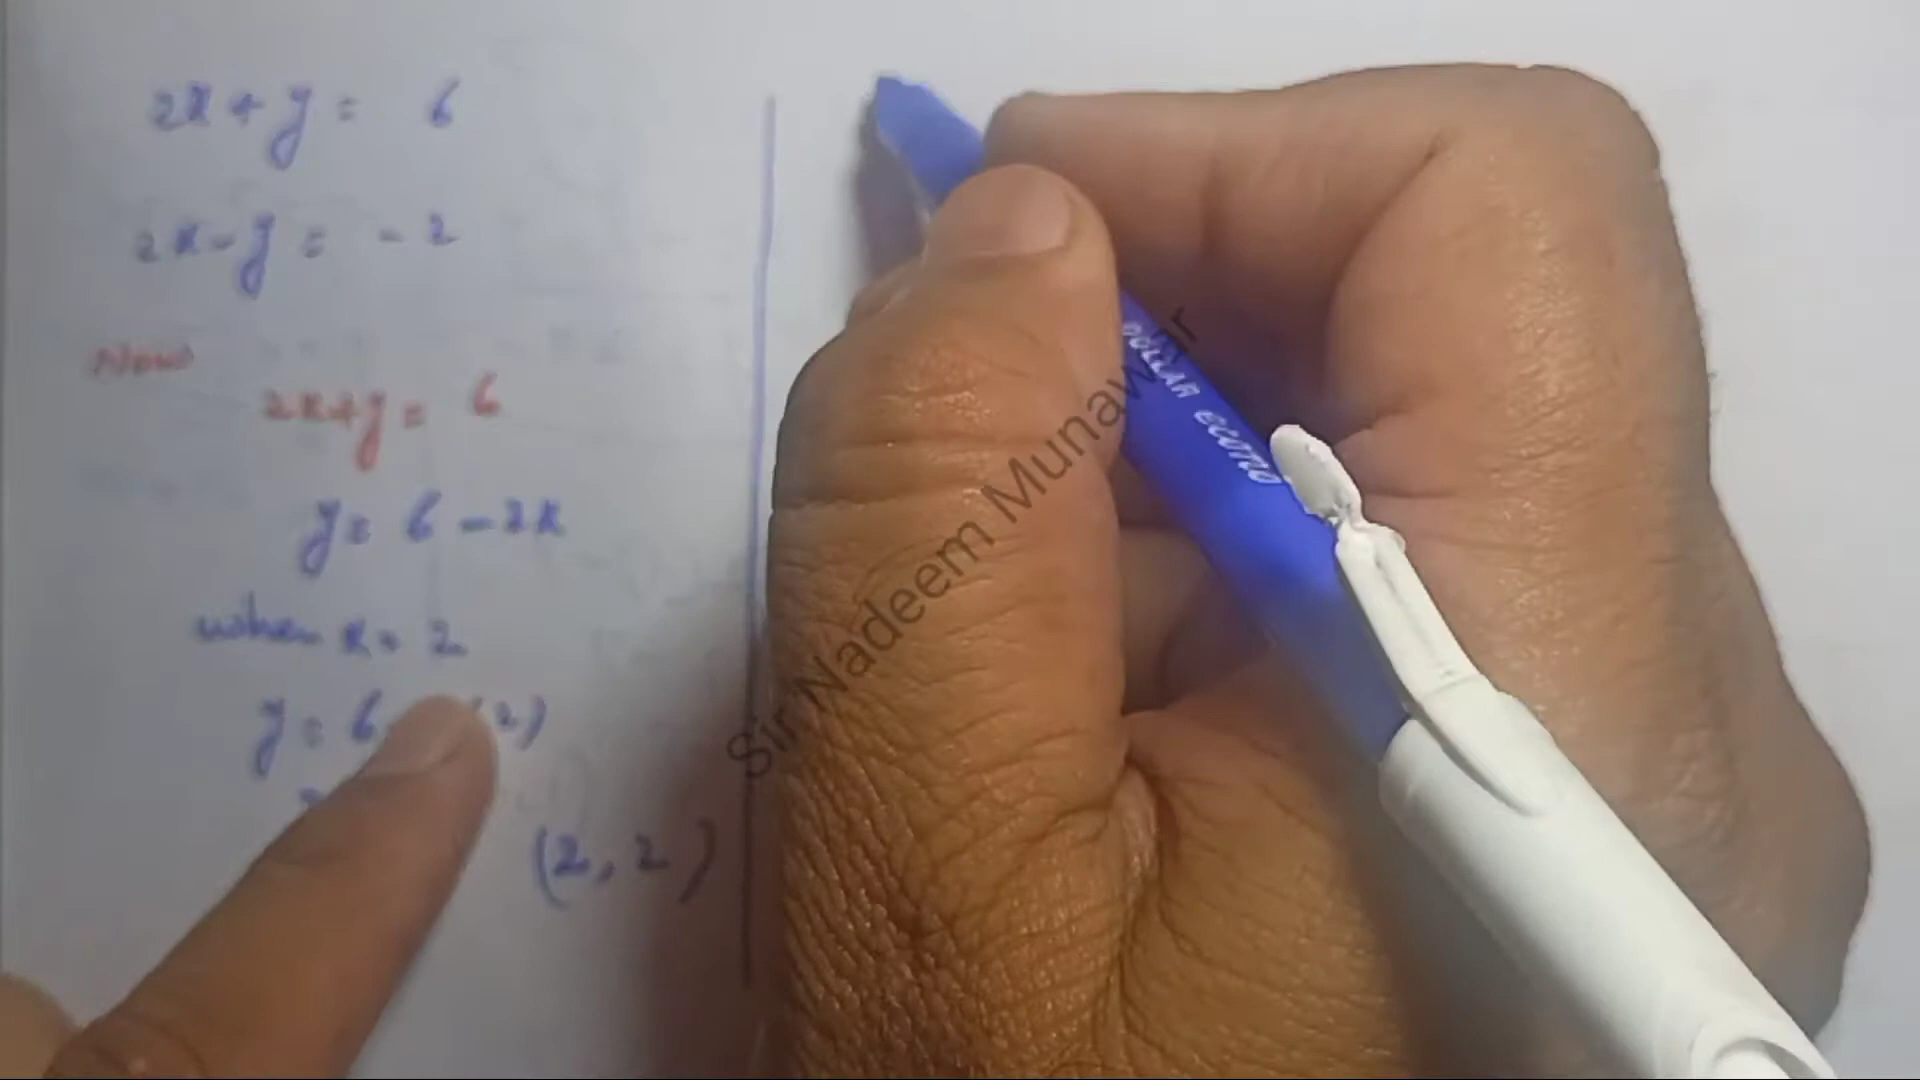 2x + y = 6
2x - y = - 2
Now
2x + y = 6
y = 6 - 2x
when x = 2
y = 6 (2)
(2, 2)
DOLLAR ECONO
Sir Nadeem Munawar